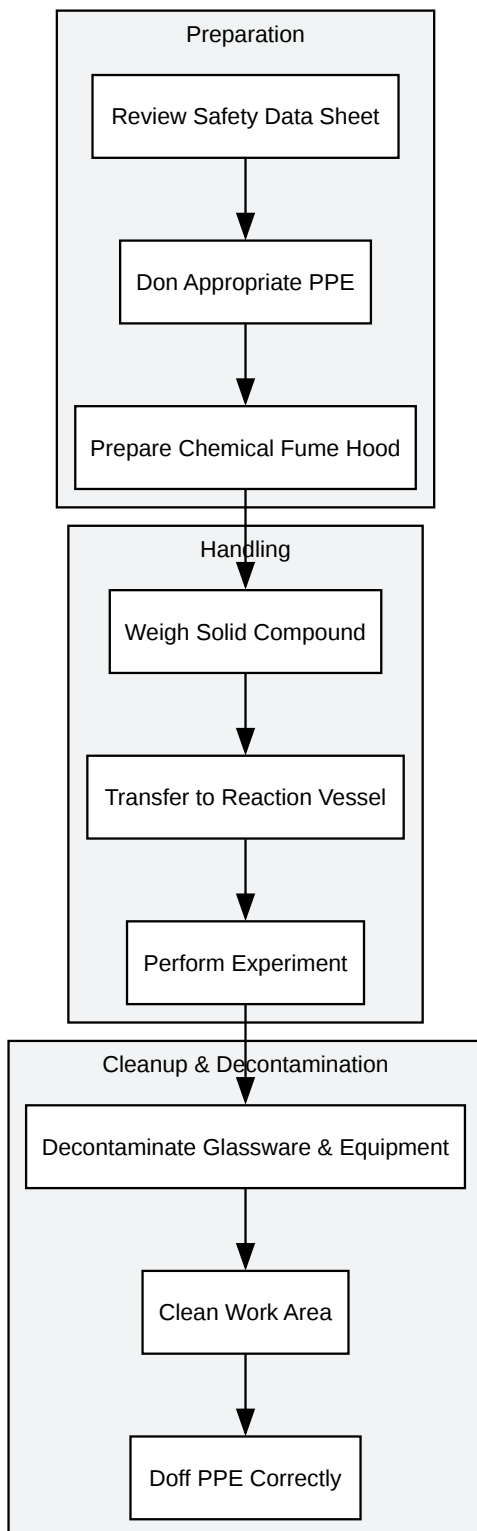 Preparation
Review Safety Data Sheet
Don Appropriate PPE
Prepare Chemical Fume Hood
Handling
Weigh Solid Compound
Transfer to Reaction Vessel
Perform Experiment
Cleanup & Decontamination
Decontaminate Glassware & Equipment
Clean Work Area
Doff PPE Correctly